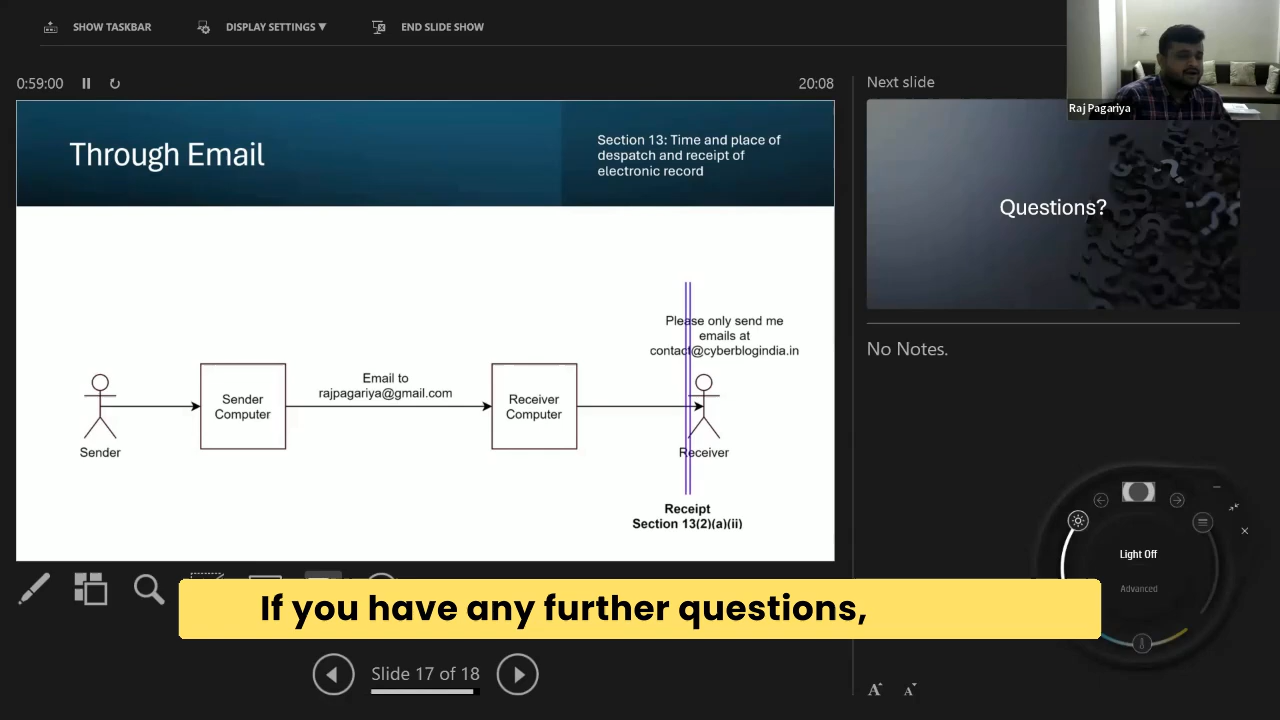 SHOW TASKBAR
DISPLAY SETTINGS ▼
END SLIDE SHOW
0:59:00
20:08
Next slide
Raj Pagariya
Through Email
Section 13: Time and place of
despatch and receipt of
electronic record
Questions?
No Notes.
Please only send me
emails at
contact@cyberblogindia.in
Email to
rajpagariya@gmail.com
Sender
Computer
Receiver
Computer
Sender
Receiver
Receipt
Section 13(2)(a)(ii)
Light Off
Advanced
If you have any further questions,
Slide 17 of 18
A A